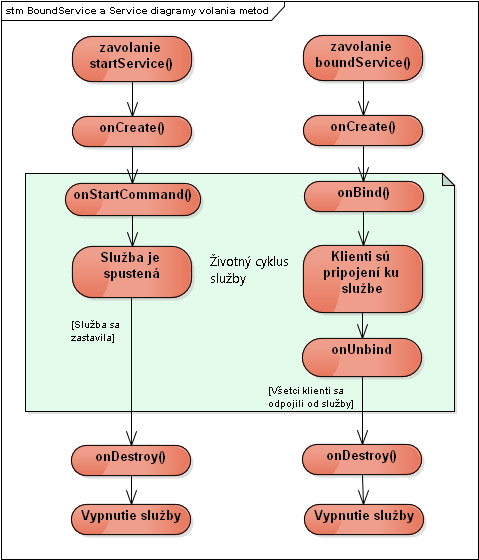 stm BoundService a Service diagramy volania metod
zavolanie
startService()
onCreate()
onStartCommand()
Služba je
spustená
[Služba sa
zastavila]
onDestroy()
Vypnutie služby
Životný cyklus
služby
zavolanie
boundService()
onCreate()
onBind()
Klienti sú
pripojení ku
službe
onUnbind
[Všetci klienti sa
odpojili od služby]
onDestroy()
Vypnutie služby